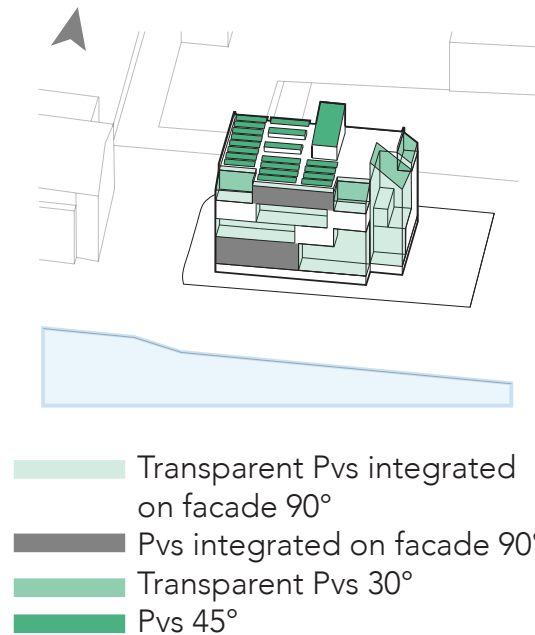 Transparent Pvs integrated
on facade 90°
Pvs integrated on facade 90°
Transparent Pvs 30°
Pvs 45°